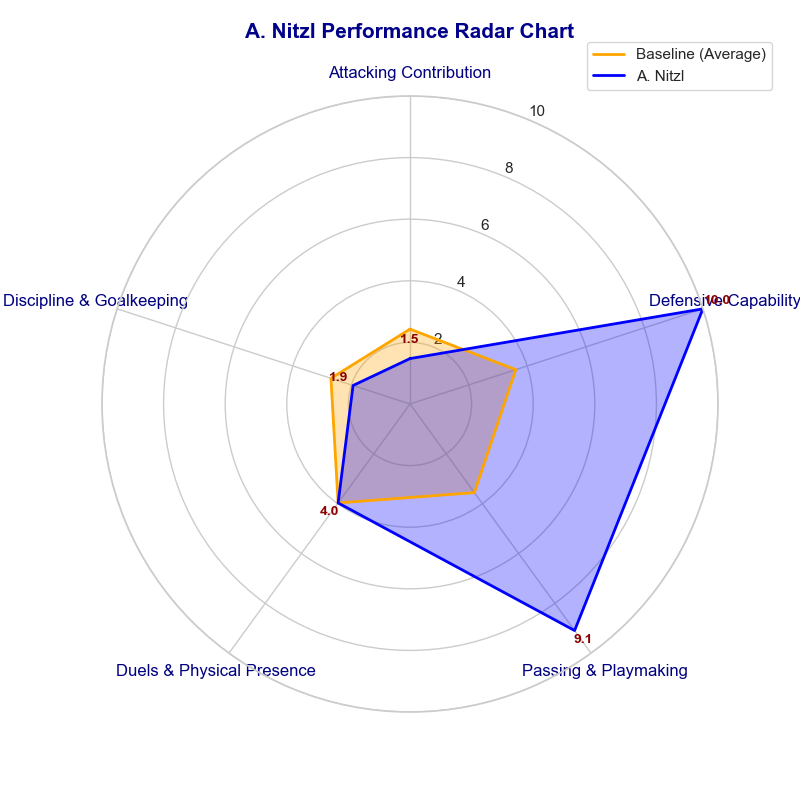 A. Nitzl Performance Radar Chart
Baseline (Average)
A. Nitzl
Attacking Contribution
10
8
6
4
2
Discipline & Goalkeeping
Defensive Capability
10.0
1.5
1.9
4.0
9.1
Duels & Physical Presence
Passing & Playmaking